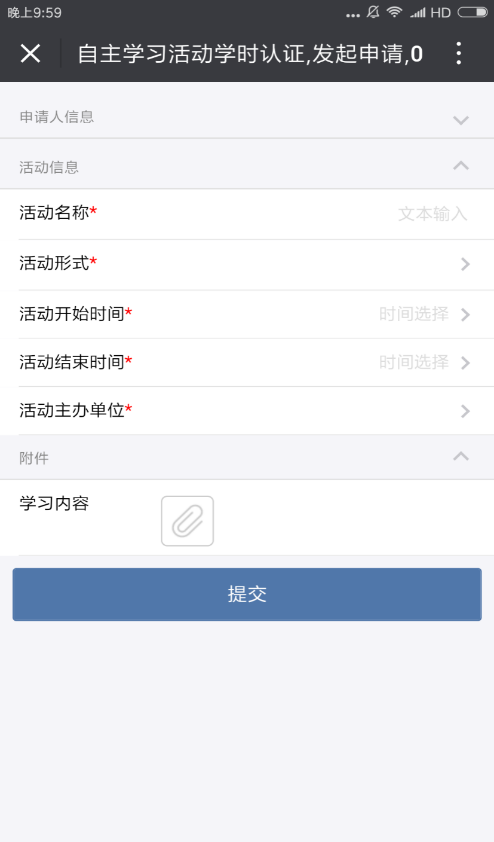 晚上9:59
HD
自主学习活动学时认证,发起申请,0
申请人信息
活动信息
活动名称* 文本输入
活动形式*
活动开始时间* 时间选择
活动结束时间* 时间选择
活动主办单位*
附件
学习内容
提交